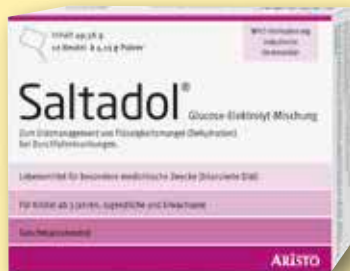 Inhalt 49,56 g
12 Beutel à 4,13 g Pulver
Saltadol®
Glucose-Elektrolyt-Mischung
Zum Diätmanagement von Flüssigkeitsmangel (Dehydration)
bei Durchfallerkrankungen.
Lebensmittel für besondere medizinische Zwecke (bilanzierte Diät)
Für Kinder ab 3 Jahren, Jugendliche und Erwachsene
ARISTO